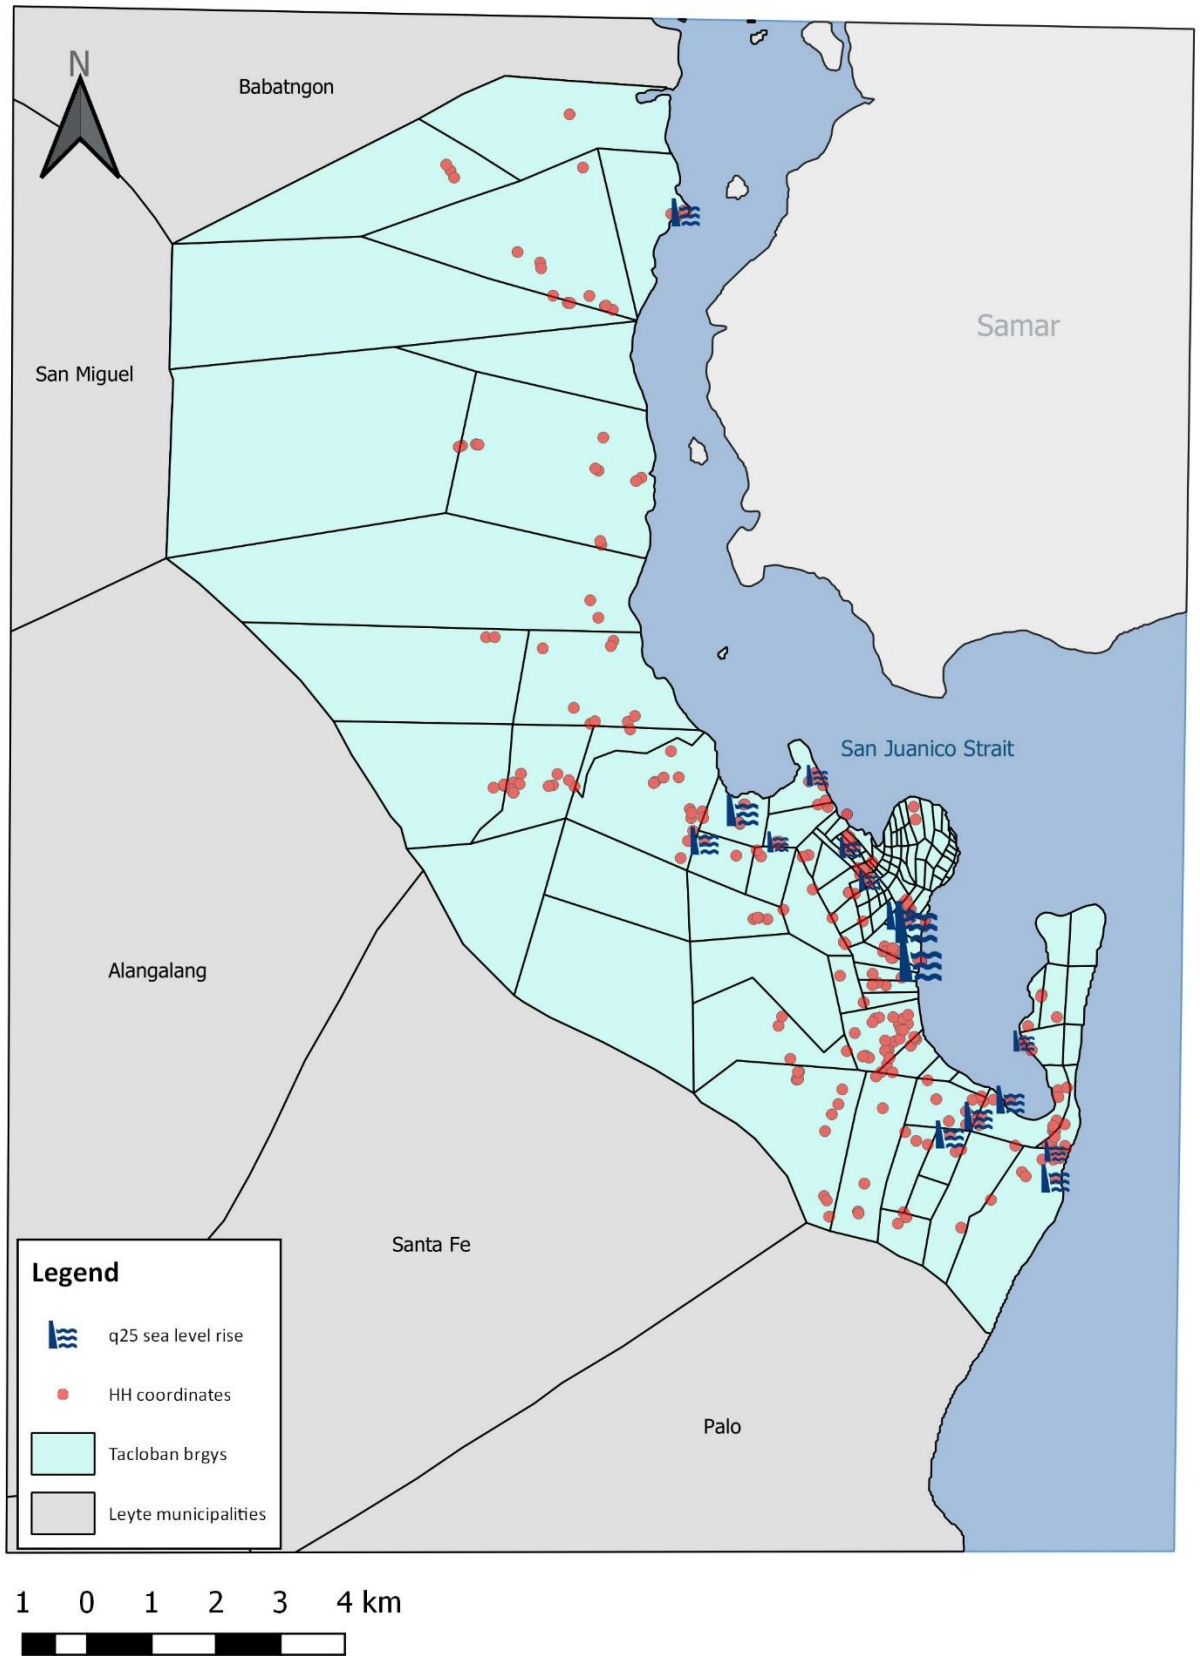 N
Babatngon
Samar
San Miguel
San Juanico Strait
Alangalang
Santa Fe
Palo
Legend
q25 sea level rise
HH coordinates
Tacloban brgys
Leyte municipalities
1 0 1 2 3 4 km